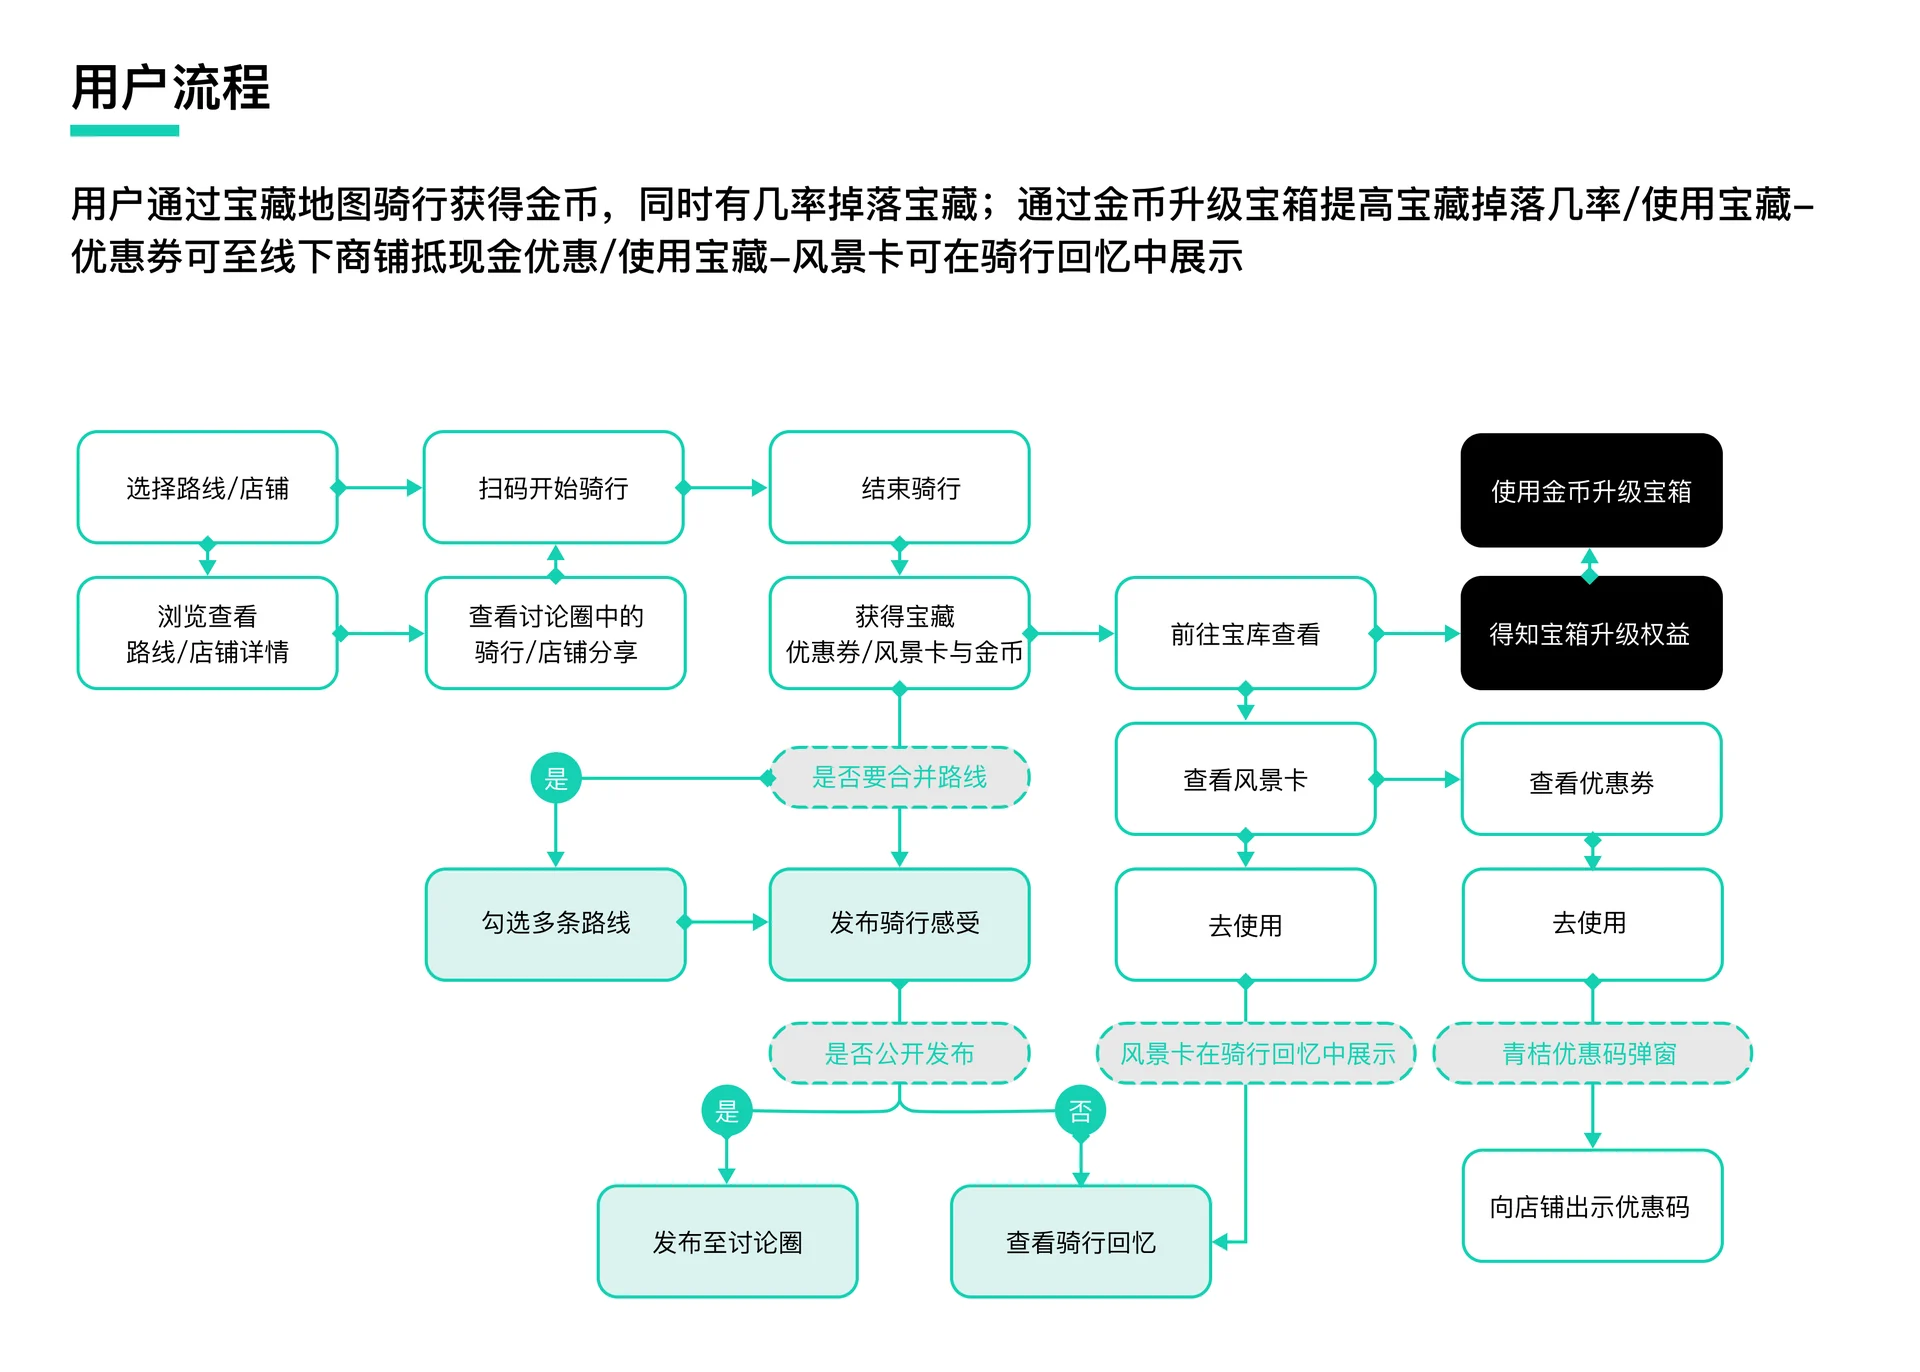 用户流程
用户通过宝藏地图骑行获得金币，同时有几率掉落宝藏；通过金币升级宝箱提高宝藏掉落几率/使用宝藏-
优惠券可至线下商铺抵现金优惠/使用宝藏-风景卡可在骑行回忆中展示
选择路线/店铺
扫码开始骑行
结束骑行
使用金币升级宝箱
浏览查看
路线/店铺详情
查看讨论圈中的
骑行/店铺分享
获得宝藏
优惠券/风景卡与金币
前往宝库查看
得知宝箱升级权益
是
是否要合并路线
查看风景卡
查看优惠券
勾选多条路线
发布骑行感受
去使用
去使用
是否公开发布
风景卡在骑行回忆中展示
青桔优惠码弹窗
是
否
发布至讨论圈
查看骑行回忆
向店铺出示优惠码